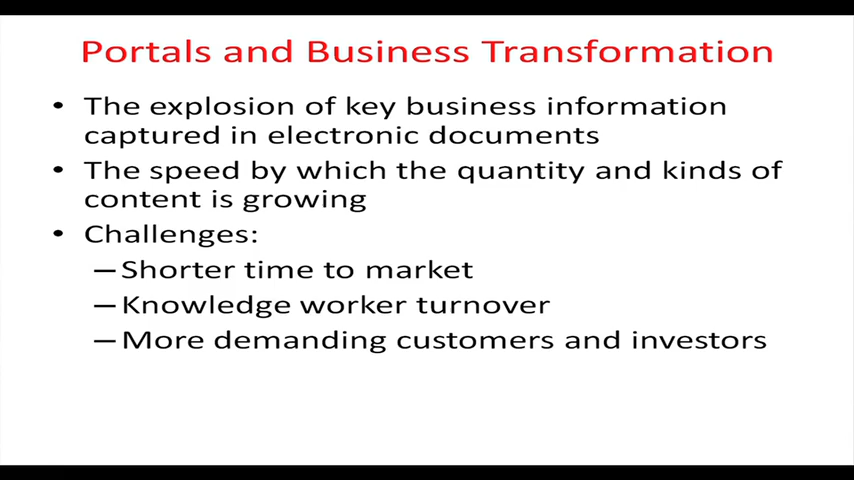 Portals and Business Transformation
• The explosion of key business information
captured in electronic documents
• The speed by which the quantity and kinds of
content is growing
• Challenges:
–Shorter time to market
–Knowledge worker turnover
–More demanding customers and investors